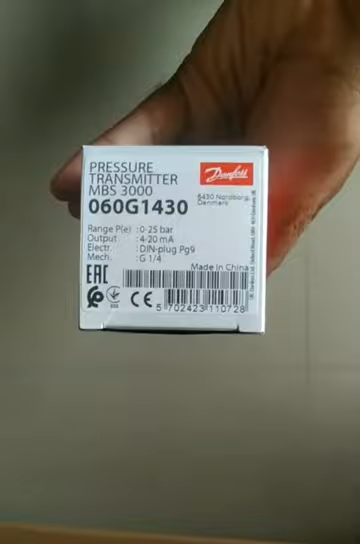 PRESSURE
TRANSMITTER
MBS 3000
060G1430
Danfoss
6430 Nordborg,
Denmark
Range P(e) : 0-25 bar
Output : 4-20 mA
Electr. : DIN-plug Pg9
Mech. : G 1/4
Made in China
EAC
CE
5 702423 110728